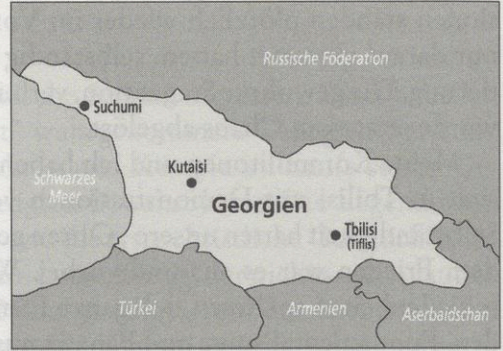 Russische Föderation
Suchumi
Kutaisi
Schwarzes
Meer
Georgien
Tbilisi
(Tiflis)
Türkei
Armenien
Aserbaidschan